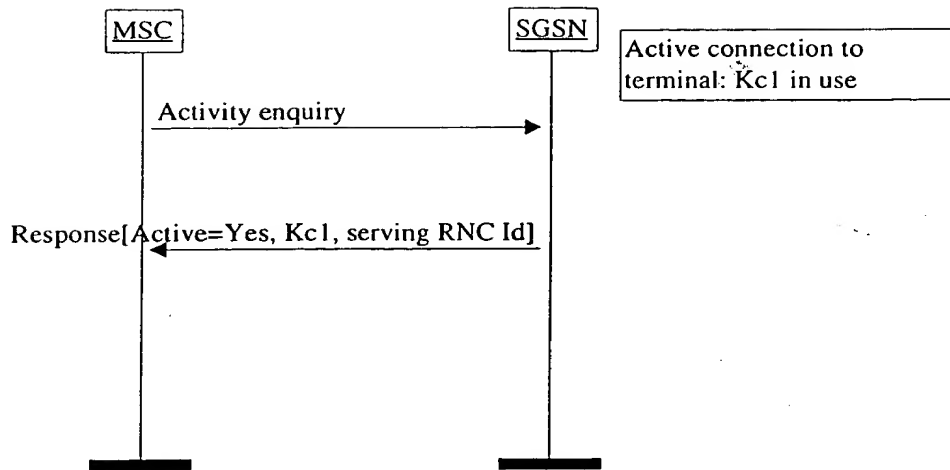 MSC
SGSN
Active connection to
terminal: Kc1 in use
Activity enquiry
Response[Active=Yes, Kc1, serving RNC Id]